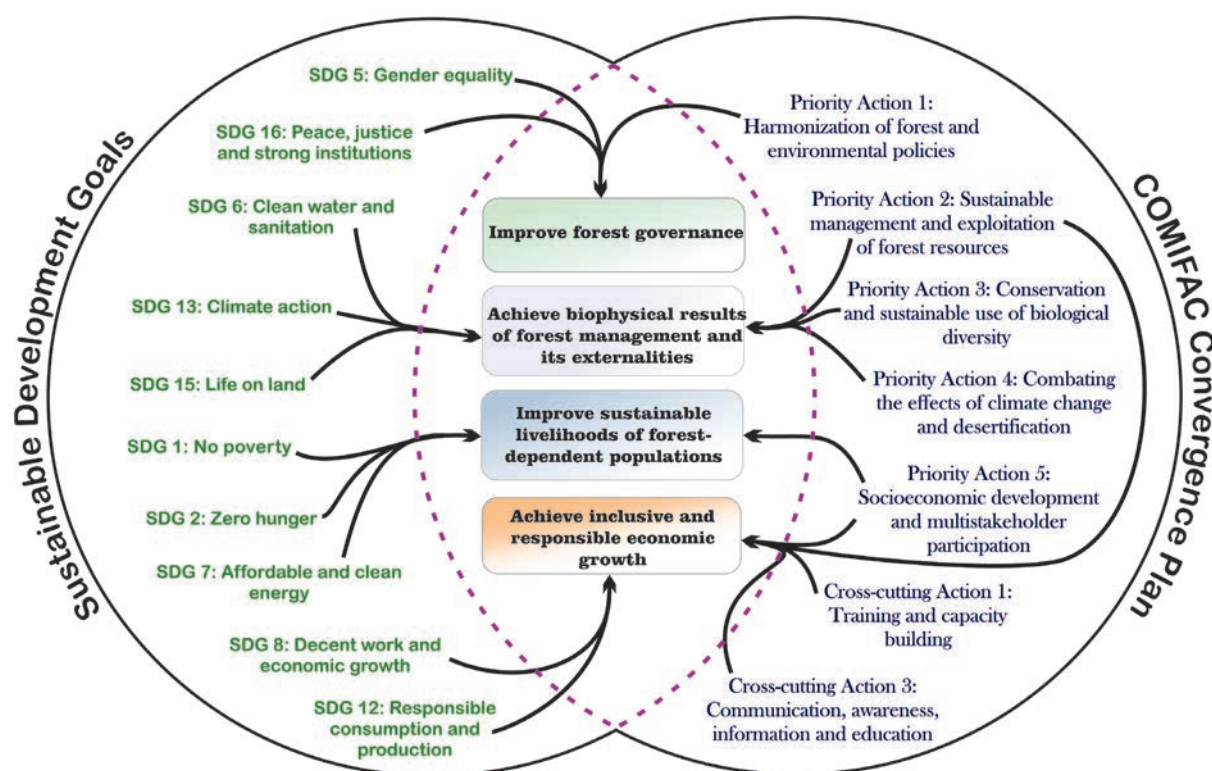 Sustainable Development Goals
SDG 5: Gender equality
SDG 16: Peace, justice
and strong institutions
SDG 6: Clean water and
sanitation
SDG 13: Climate action
SDG 15: Life on land
SDG 1: No poverty
SDG 2: Zero hunger
SDG 7: Affordable and clean
energy
SDG 8: Decent work and
economic growth
SDG 12: Responsible
consumption and
production
Improve forest governance
Achieve biophysical results
of forest management and
its externalities
Improve sustainable
livelihoods of forest-
dependent populations
Achieve inclusive and
responsible economic
growth
Priority Action 1:
Harmonization of forest and
environmental policies
Priority Action 2: Sustainable
management and exploitation
of forest resources
Priority Action 3: Conservation
and sustainable use of biological
diversity
Priority Action 4: Combating
the effects of climate change
and desertification
Priority Action 5:
Socioeconomic development
and multistakeholder
participation
Cross-cutting Action 1:
Training and capacity
building
Cross-cutting Action 3:
Communication, awareness,
information and education
COMIFAC Convergence Plan